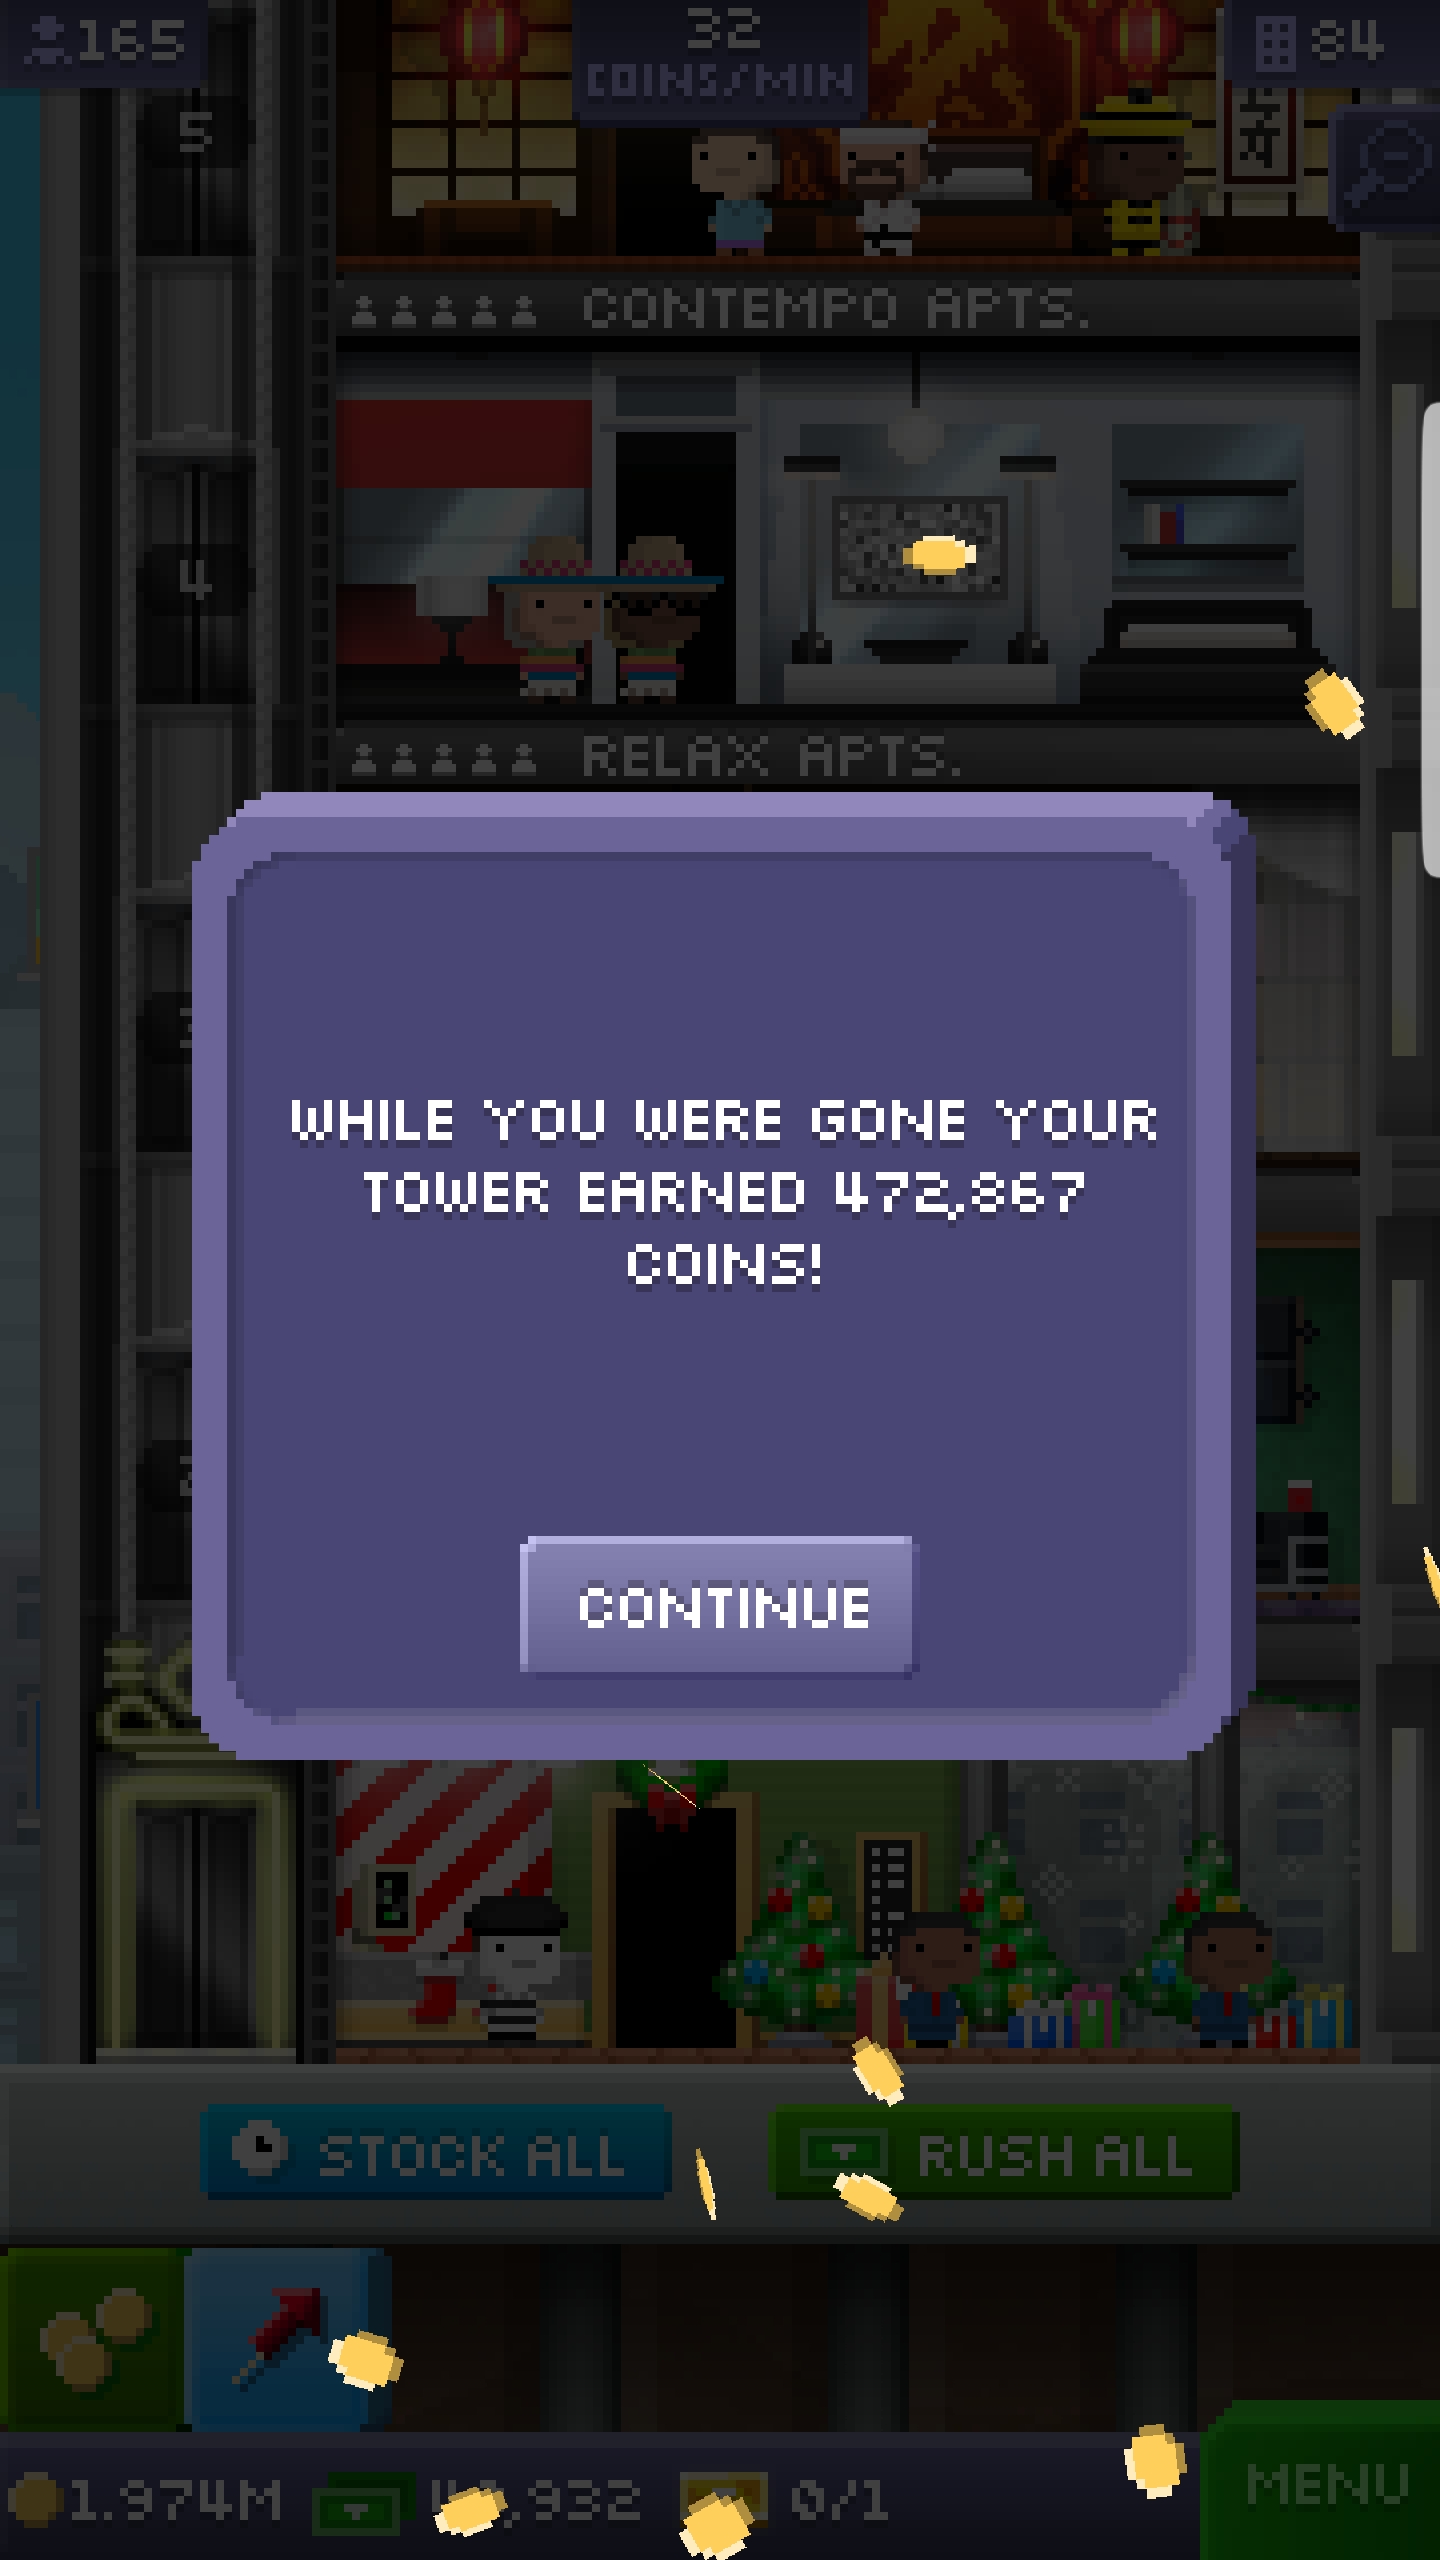 165
32
COINS/MIN
84
5
CONTEMPO APTS.
4
RELAX APTS.
WHILE YOU WERE GONE YOUR
TOWER EARNED 472,867
COINS!
CONTINUE
STOCK ALL
RUSH ALL
1.974M
0/1
MENU